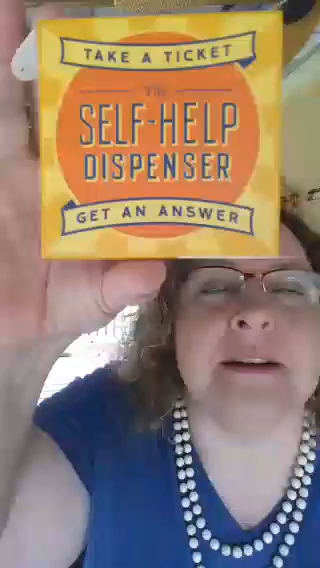 TAKE A TICKET
The
SELF-HELP
DISPENSER
GET AN ANSWER